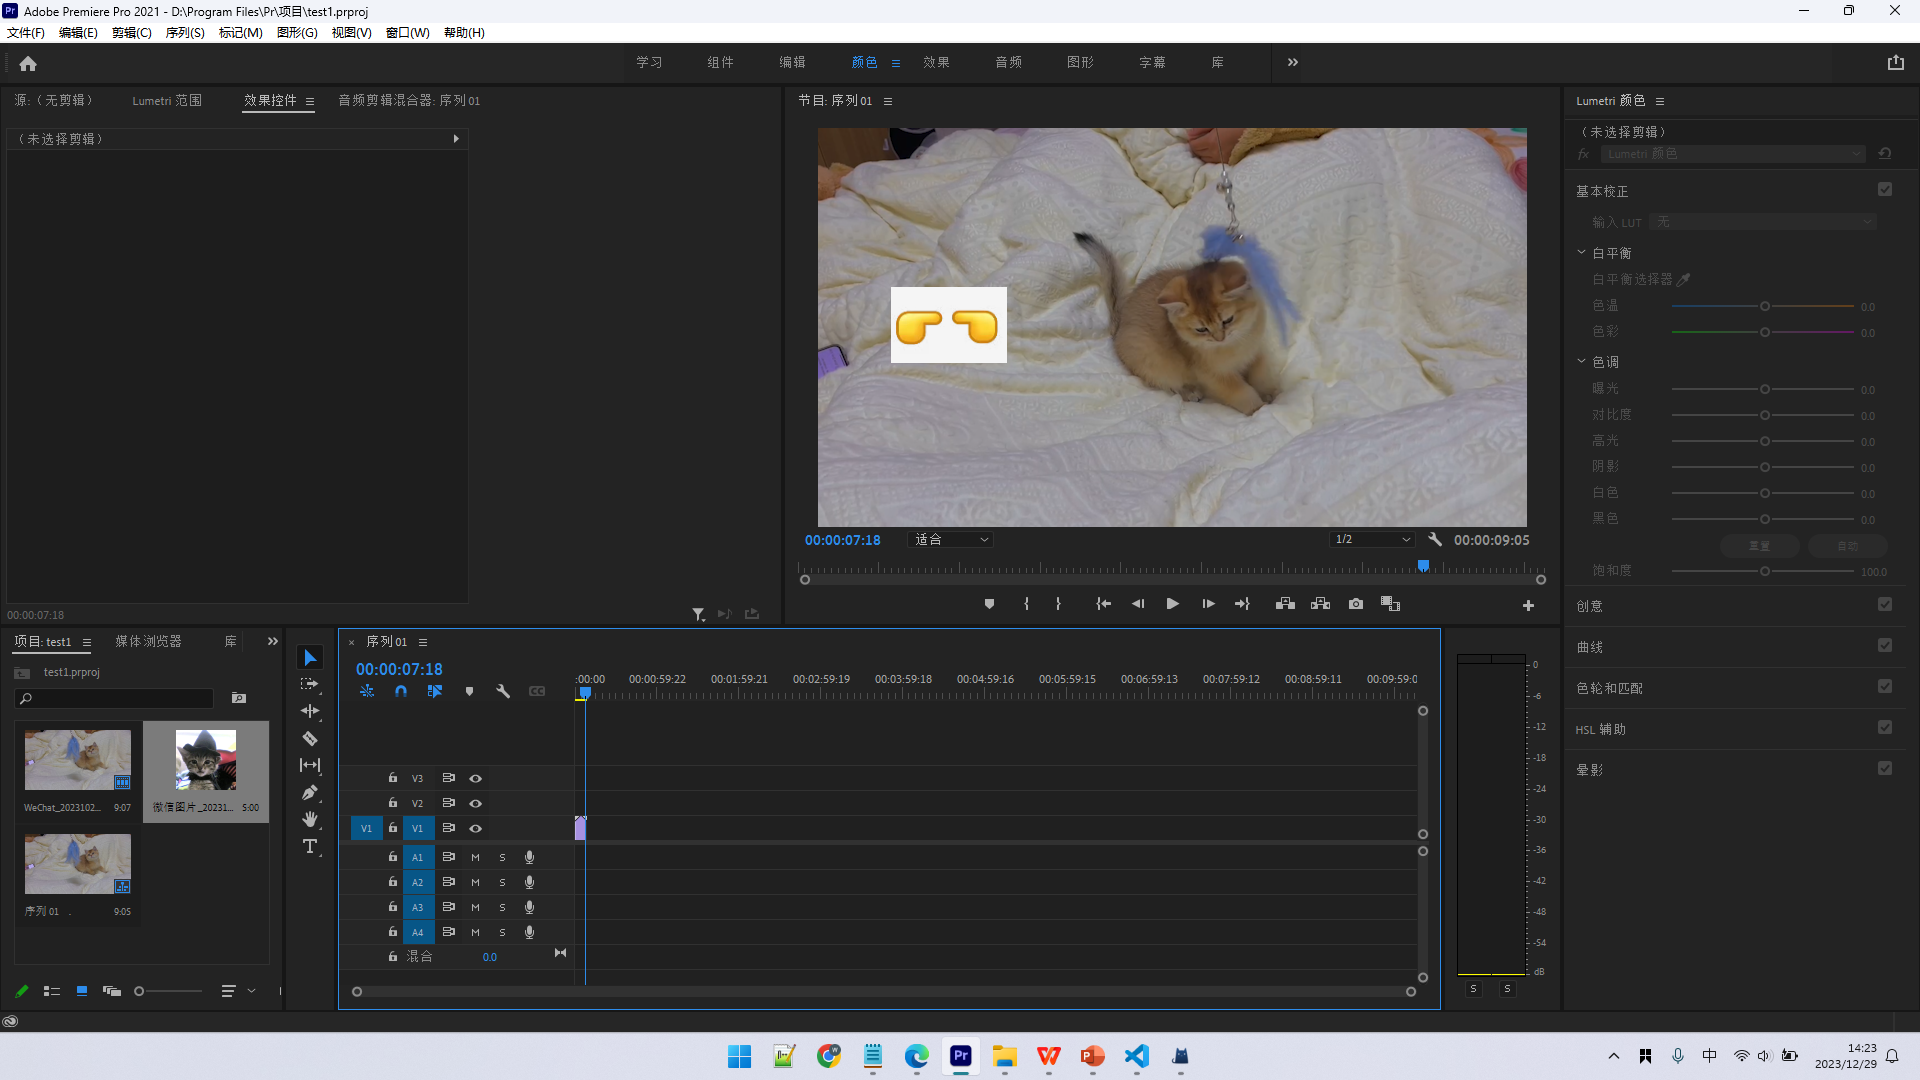 Adobe Premiere Pro 2021 - D:\Program Files\Pr\项目\test1.prproj
文件(F) 编辑(E) 剪辑(C) 序列(S) 标记(M) 图形(G) 视图(V) 窗口(W) 帮助(H)
学习 组件 编辑 颜色 效果 音频 图形 字幕 库
源:（无剪辑） Lumetri 范围 效果控件 音频剪辑混合器: 序列 01
（未选择剪辑）
00:00:07:18
节目: 序列 01
00:00:07:18 适合 1/2 00:00:09:05
Lumetri 颜色
（未选择剪辑）
fx Lumetri 颜色
基本校正
输入 LUT 无
白平衡
白平衡选择器
色温 0.0
色彩 0.0
色调
曝光 0.0
对比度 0.0
高光 0.0
阴影 0.0
白色 0.0
黑色 0.0
重置 自动
饱和度 100.0
创意
曲线
色轮和匹配
HSL 辅助
晕影
项目: test1 媒体浏览器 库
test1.prproj
WeChat_2023102... 9:07
微信图片_20231... 5:00
序列 01 9:05
× 序列 01
00:00:07:18
:00:00 00:00:59:22 00:01:59:21 00:02:59:19 00:03:59:18 00:04:59:16 00:05:59:15 00:06:59:13 00:07:59:12 00:08:59:11 00:09:59:0
V3
V2
V1 V1
A1 M S
A2 M S
A3 M S
A4 M S
混合 0.0
0
-6
-12
-18
-24
-30
-36
-42
-48
-54
dB
S S
中
14:23
2023/12/29